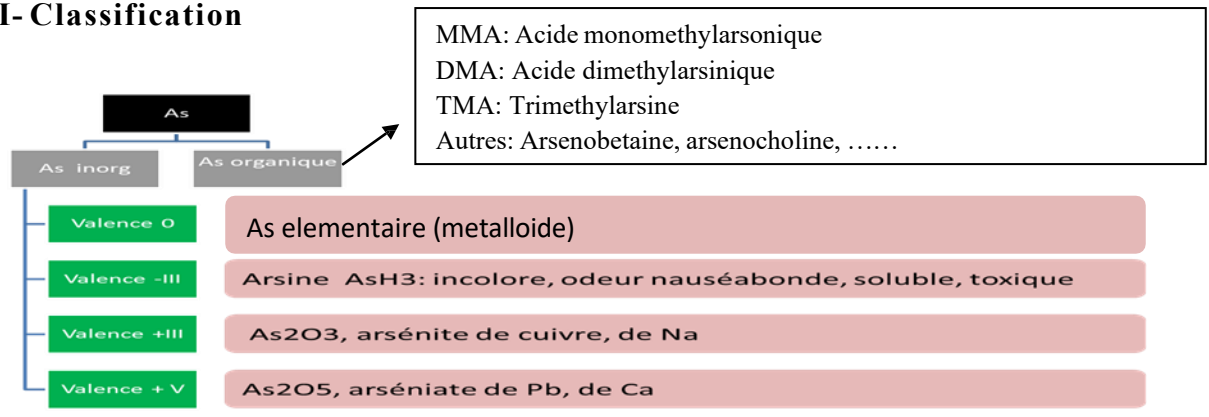 I- Classification
MMA: Acide monomethylarsonique
DMA: Acide dimethylarsinique
TMA: Trimethylarsine
Autres: Arsenobetaine, arsenocholine, ……
As
As inorg
As organique
Valence 0
As elementaire (metalloide)
Valence -III
Arsine AsH3: incolore, odeur nauséabonde, soluble, toxique
Valence +III
As2O3, arsénite de cuivre, de Na
Valence + V
As2O5, arséniate de Pb, de Ca